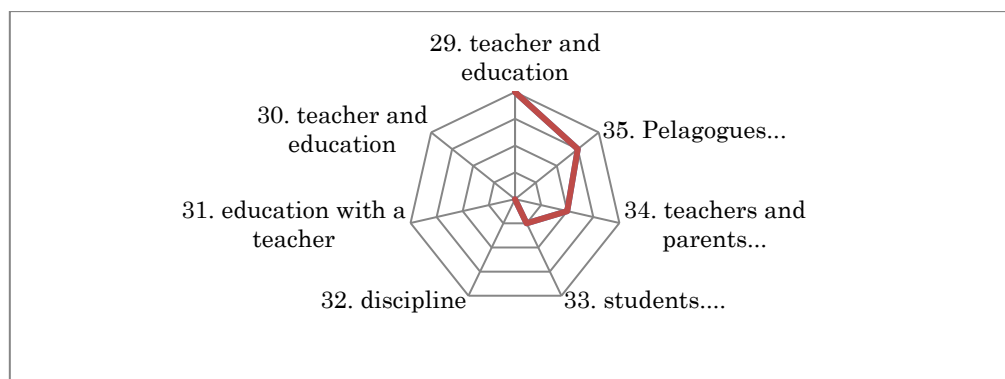 29. teacher and
education
30. teacher and
education
35. Pelagogues...
31. education with a
teacher
34. teachers and
parents...
32. discipline
33. students....